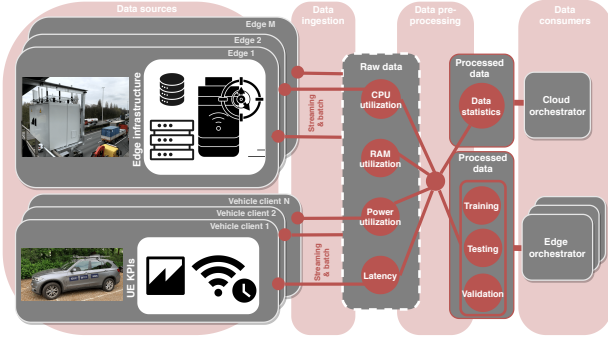 Data sources
Data
ingestion
Data pre-
processing
Data
consumers
Edge M
Edge 2
Edge 1
Edge infrastructure
Streaming
& batch
Raw data
CPU
utilization
RAM
utilization
Power
utilization
Latency
Processed
data
Data
statistics
Processed
data
Training
Testing
Validation
Cloud
orchestrator
Edge
orchestrator
Vehicle client N
Vehicle client 2
Vehicle client 1
UE KPIs
Streaming
& batch